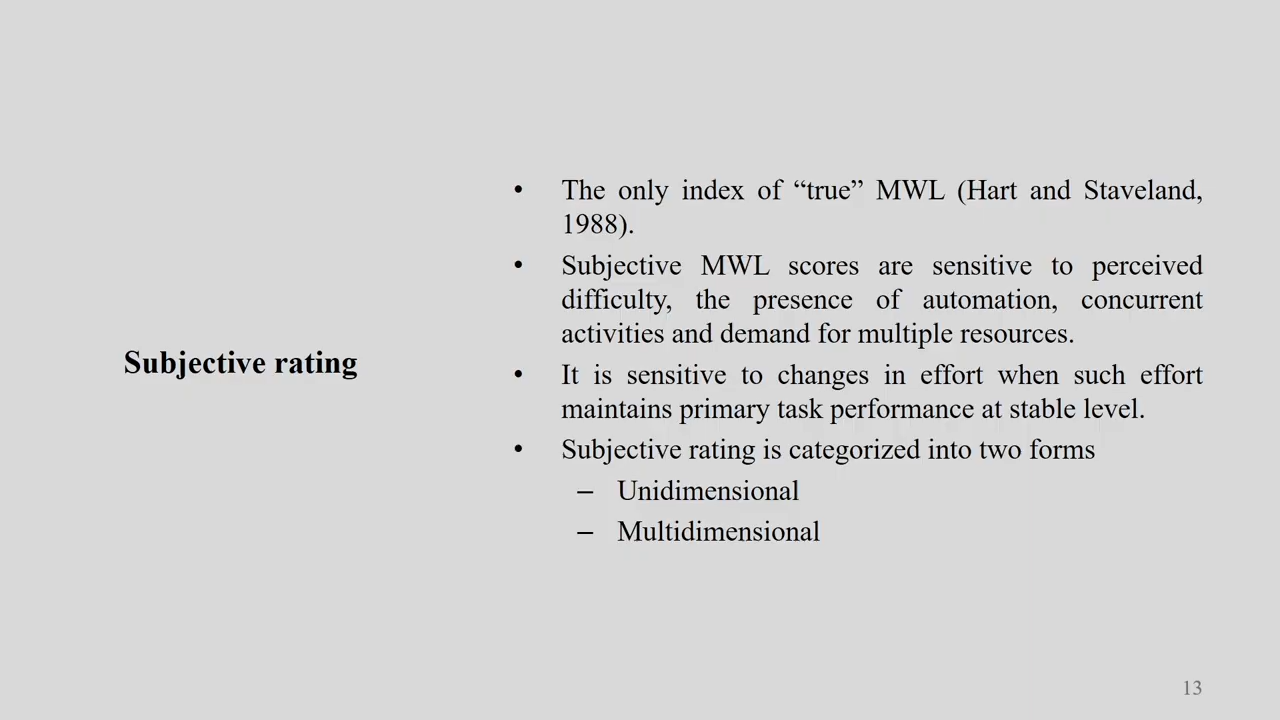 Subjective rating
• The only index of “true” MWL (Hart and Staveland,
1988).
• Subjective MWL scores are sensitive to perceived
difficulty, the presence of automation, concurrent
activities and demand for multiple resources.
• It is sensitive to changes in effort when such effort
maintains primary task performance at stable level.
• Subjective rating is categorized into two forms
– Unidimensional
– Multidimensional
13